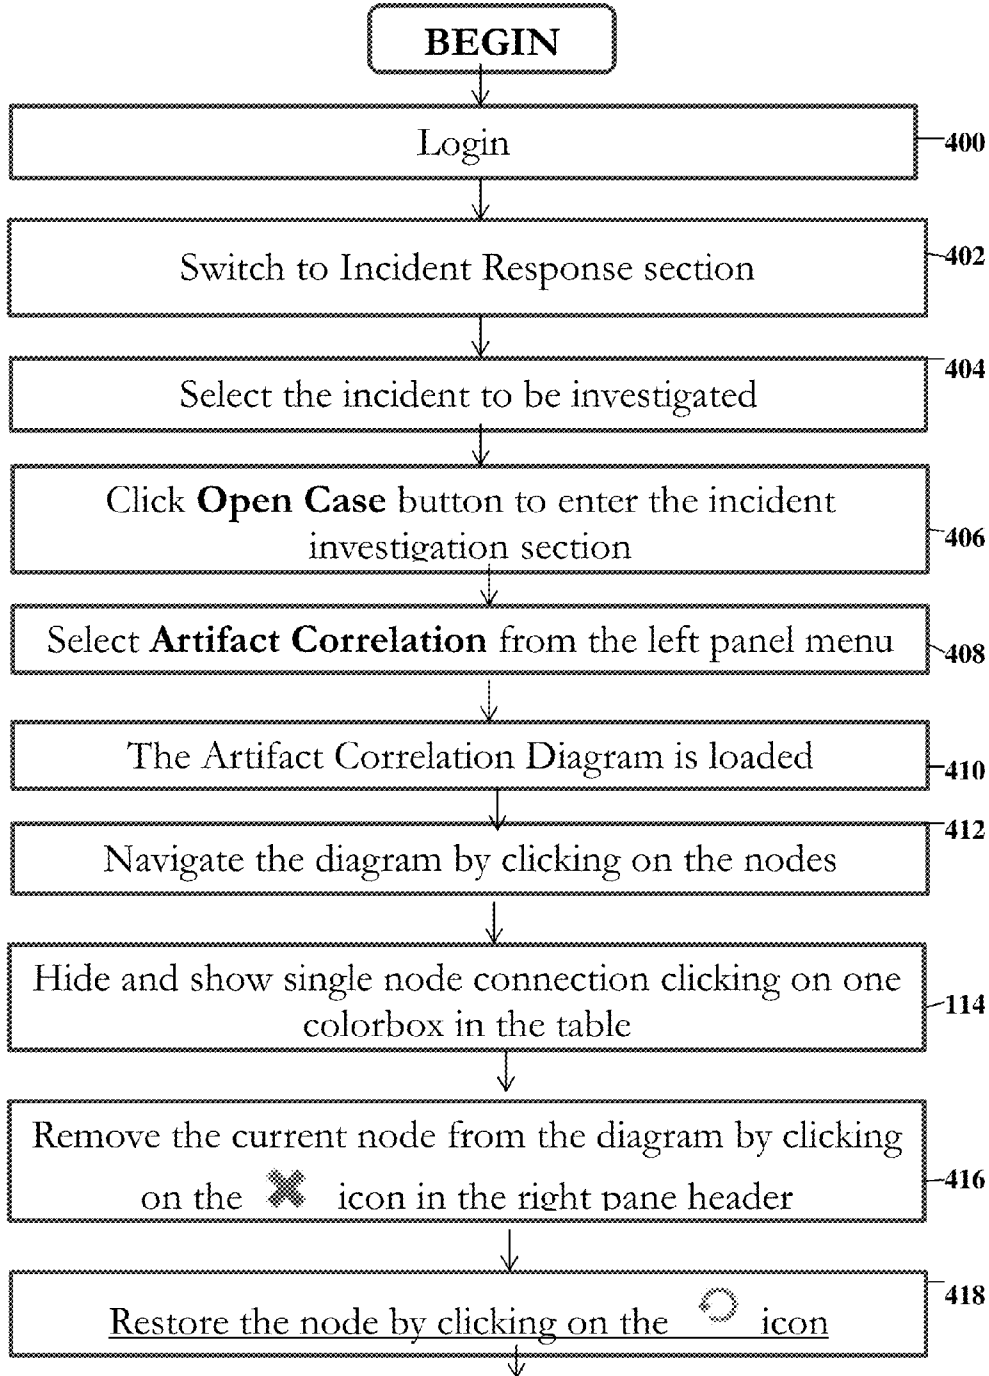 BEGIN
Login
400
Switch to Incident Response section
402
Select the incident to be investigated
404
Click Open Case button to enter the incident
investigation section
406
Select Artifact Correlation from the left panel menu
408
The Artifact Correlation Diagram is loaded
410
Navigate the diagram by clicking on the nodes
412
Hide and show single node connection clicking on one
colorbox in the table
114
Remove the current node from the diagram by clicking
on the icon in the right pane header
416
Restore the node by clicking on the icon
418